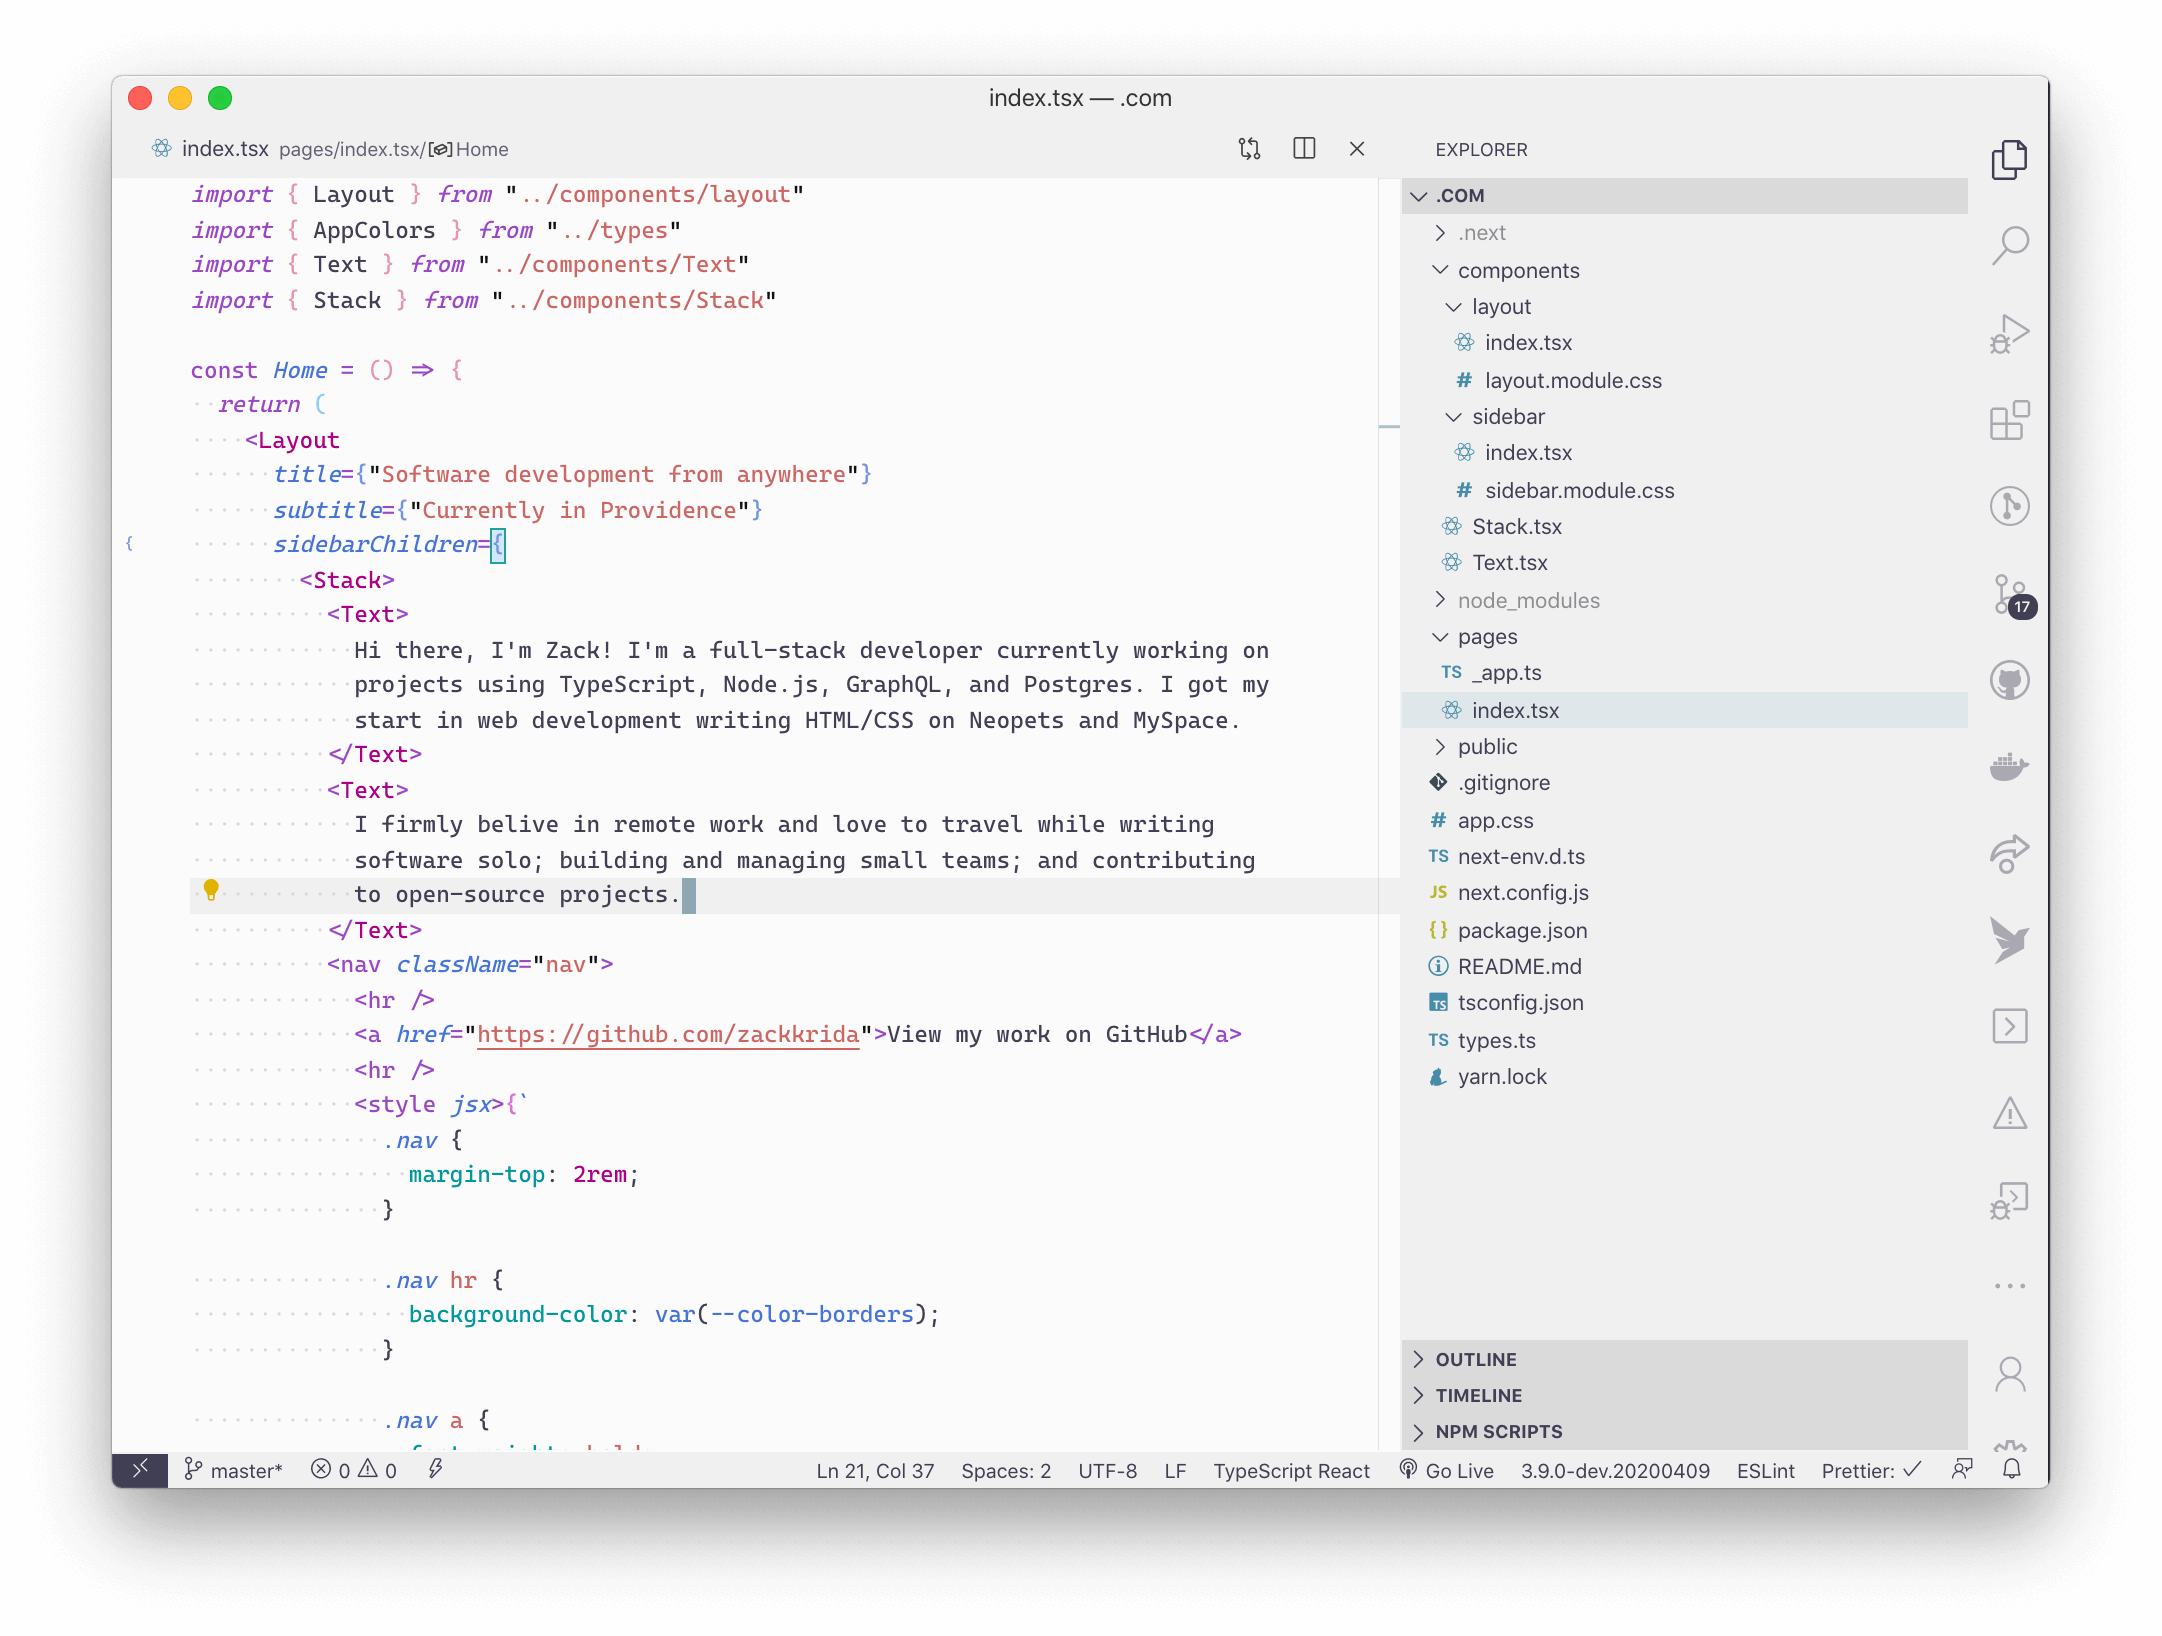 index.tsx — .com
index.tsx pages/index.tsx/Home
import { Layout } from "../components/layout"
import { AppColors } from "../types"
import { Text } from "../components/Text"
import { Stack } from "../components/Stack"
const Home = () => {
return (
<Layout
title={"Software development from anywhere"}
subtitle={"Currently in Providence"}
{
sidebarChildren={
<Stack>
<Text>
Hi there, I'm Zack! I'm a full-stack developer currently working on
projects using TypeScript, Node.js, GraphQL, and Postgres. I got my
start in web development writing HTML/CSS on Neopets and MySpace.
</Text>
<Text>
I firmly belive in remote work and love to travel while writing
software solo; building and managing small teams; and contributing
to open-source projects.
</Text>
<nav className="nav">
<hr />
<a href="https://github.com/zackkrida">View my work on GitHub</a>
<hr />
<style jsx>{`
.nav {
margin-top: 2rem;
}
.nav hr {
background-color: var(--color-borders);
}
.nav a {
EXPLORER
.COM
.next
components
layout
index.tsx
# layout.module.css
sidebar
index.tsx
# sidebar.module.css
Stack.tsx
Text.tsx
node_modules
pages
TS _app.ts
index.tsx
public
.gitignore
# app.css
TS next-env.d.ts
JS next.config.js
{} package.json
README.md
TS tsconfig.json
TS types.ts
yarn.lock
OUTLINE
TIMELINE
NPM SCRIPTS
17
master* 0 0 Ln 21, Col 37 Spaces: 2 UTF-8 LF TypeScript React Go Live 3.9.0-dev.20200409 ESLint Prettier: ✓